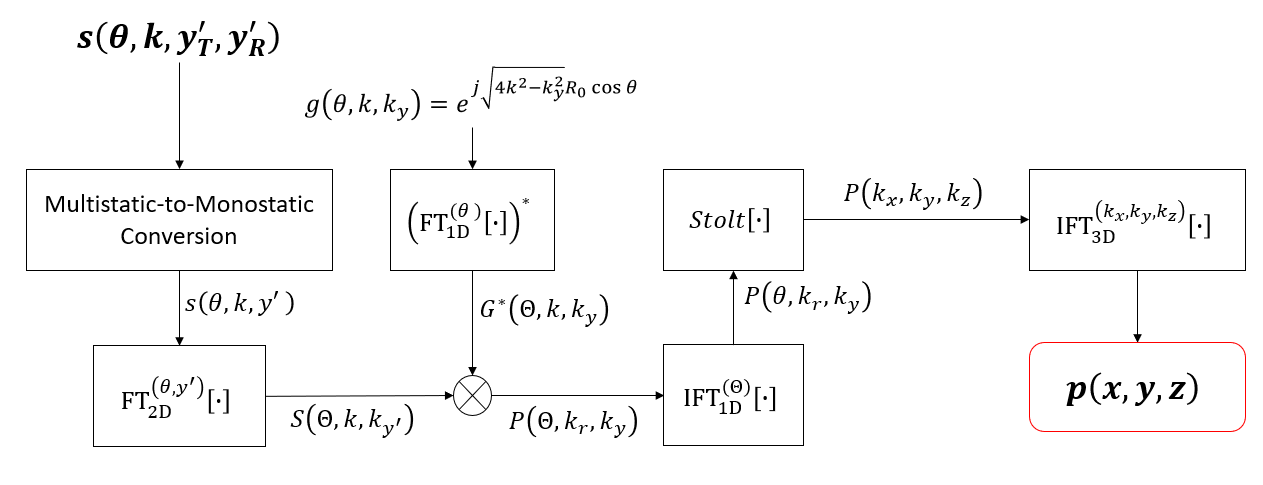 s(θ, k, y′_T, y′_R)
g(θ, k, k_y) = e^{j√(4k² − k_y²) R₀ cos θ}
Multistatic-to-Monostatic
Conversion
(FT_{1D}^{(θ)}[·])^*
Stolt[·]
P(k_x, k_y, k_z)
IFT_{3D}^{(k_x,k_y,k_z)}[·]
s(θ, k, y′)
G^*(Θ, k, k_y)
P(θ, k_r, k_y)
FT_{2D}^{(θ,y′)}[·]
S(Θ, k, k_{y′})
P(Θ, k_r, k_y)
IFT_{1D}^{(Θ)}[·]
p(x, y, z)